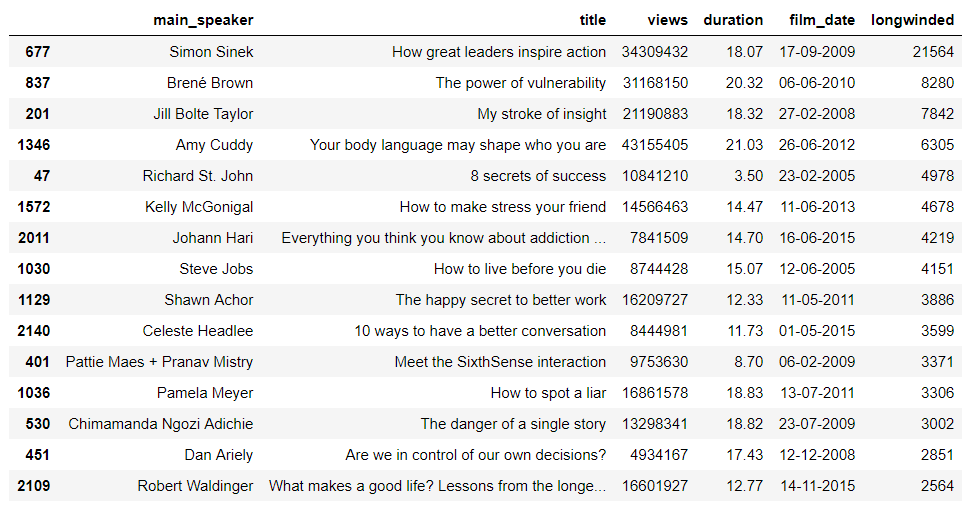 main_speaker title views duration film_date longwinded
677 Simon Sinek How great leaders inspire action 34309432 18.07 17-09-2009 21564
837 Brené Brown The power of vulnerability 31168150 20.32 06-06-2010 8280
201 Jill Bolte Taylor My stroke of insight 21190883 18.32 27-02-2008 7842
1346 Amy Cuddy Your body language may shape who you are 43155405 21.03 26-06-2012 6305
47 Richard St. John 8 secrets of success 10841210 3.50 23-02-2005 4978
1572 Kelly McGonigal How to make stress your friend 14566463 14.47 11-06-2013 4678
2011 Johann Hari Everything you think you know about addiction ... 7841509 14.70 16-06-2015 4219
1030 Steve Jobs How to live before you die 8744428 15.07 12-06-2005 4151
1129 Shawn Achor The happy secret to better work 16209727 12.33 11-05-2011 3886
2140 Celeste Headlee 10 ways to have a better conversation 8444981 11.73 01-05-2015 3599
401 Pattie Maes + Pranav Mistry Meet the SixthSense interaction 9753630 8.70 06-02-2009 3371
1036 Pamela Meyer How to spot a liar 16861578 18.83 13-07-2011 3306
530 Chimamanda Ngozi Adichie The danger of a single story 13298341 18.82 23-07-2009 3002
451 Dan Ariely Are we in control of our own decisions? 4934167 17.43 12-12-2008 2851
2109 Robert Waldinger What makes a good life? Lessons from the longe... 16601927 12.77 14-11-2015 2564